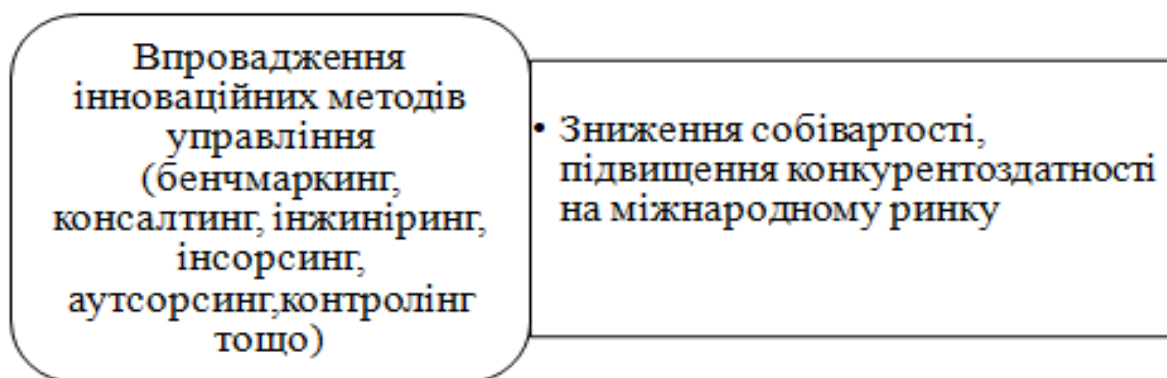 Впровадження
інноваційних методів
управління
(бенчмаркинг,
консалтинг, інжиніринг,
інсорсинг,
аутсорсинг,контролінг
тощо)
• Зниження собівартості,
підвищення конкурентоздатності
на міжнародному ринку